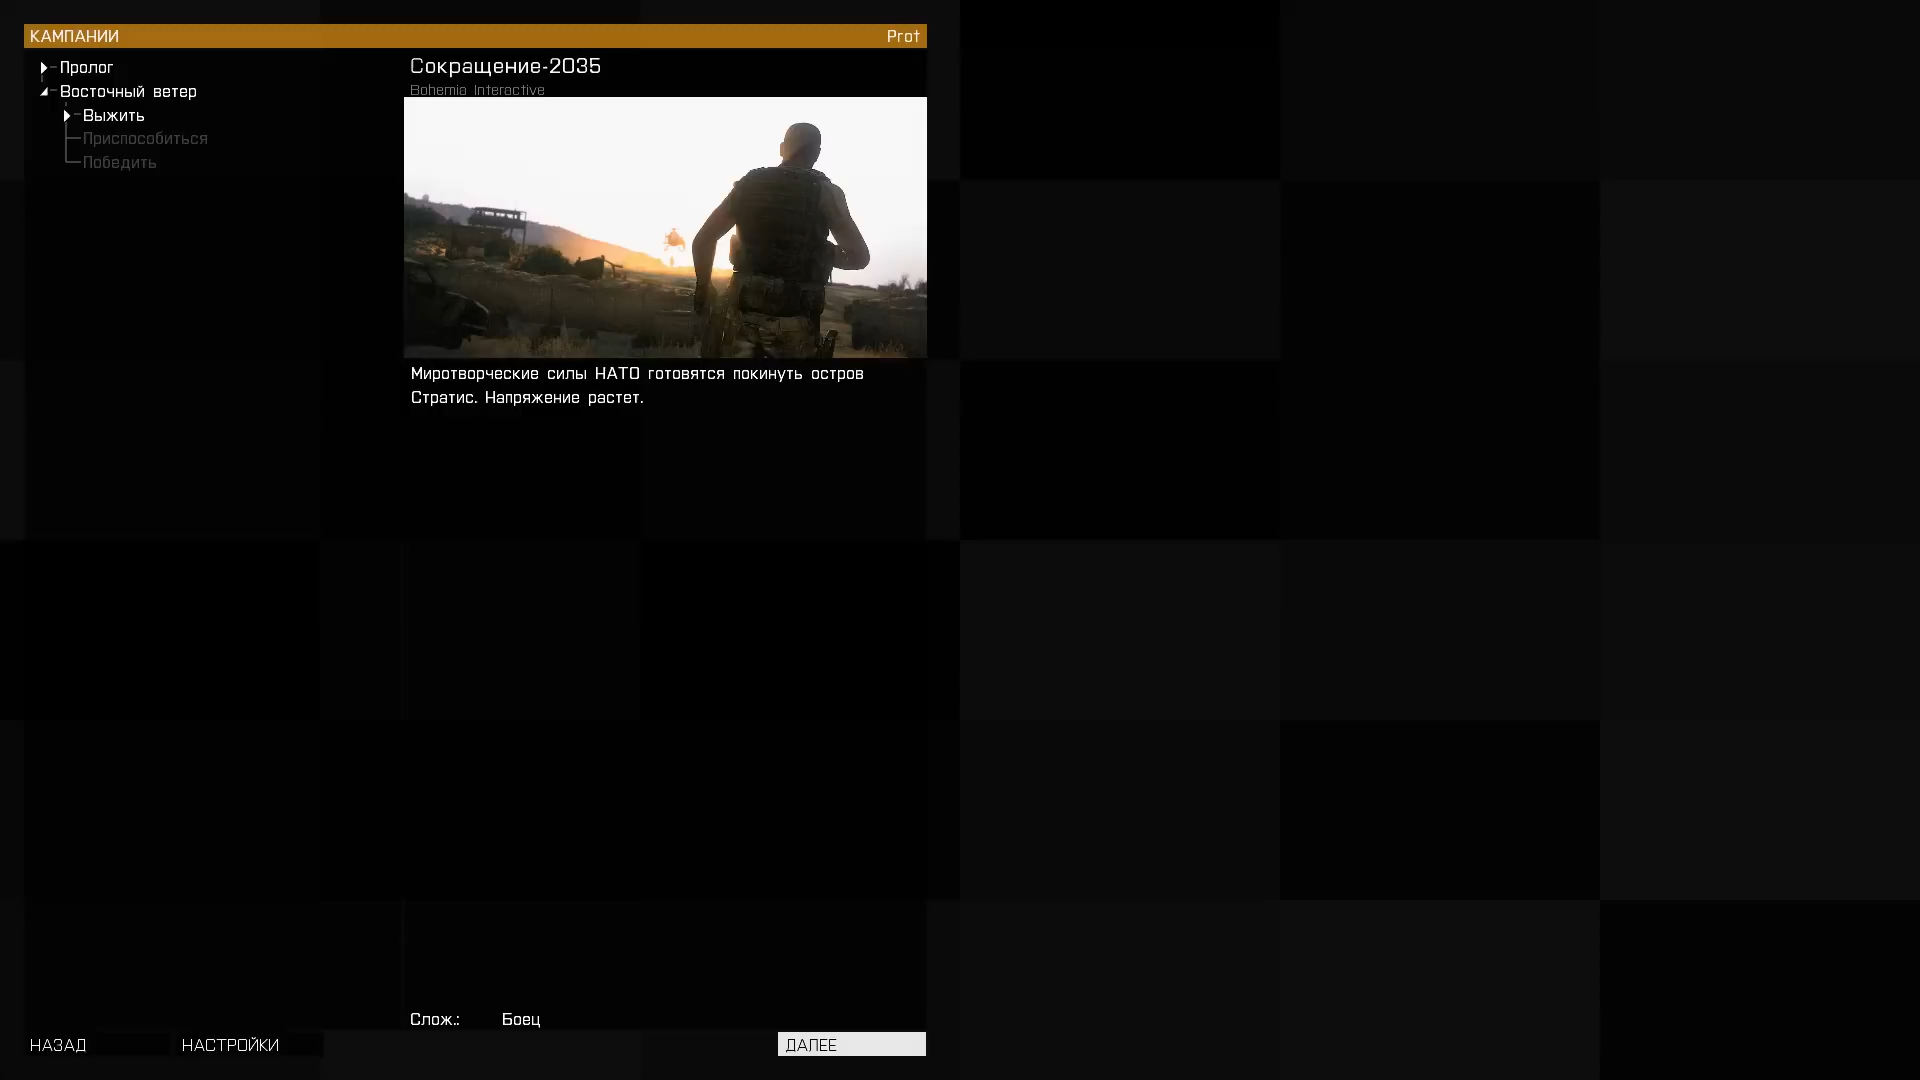 КАМПАНИИ Prot
Пролог
Восточный ветер
Выжить
Приспособиться
Победить
Сокращение-2035
Bohemia Interactive
Миротворческие силы НАТО готовятся покинуть остров
Стратис. Напряжение растет.
Слож.: Боец
НАЗАД НАСТРОЙКИ ДАЛЕЕ